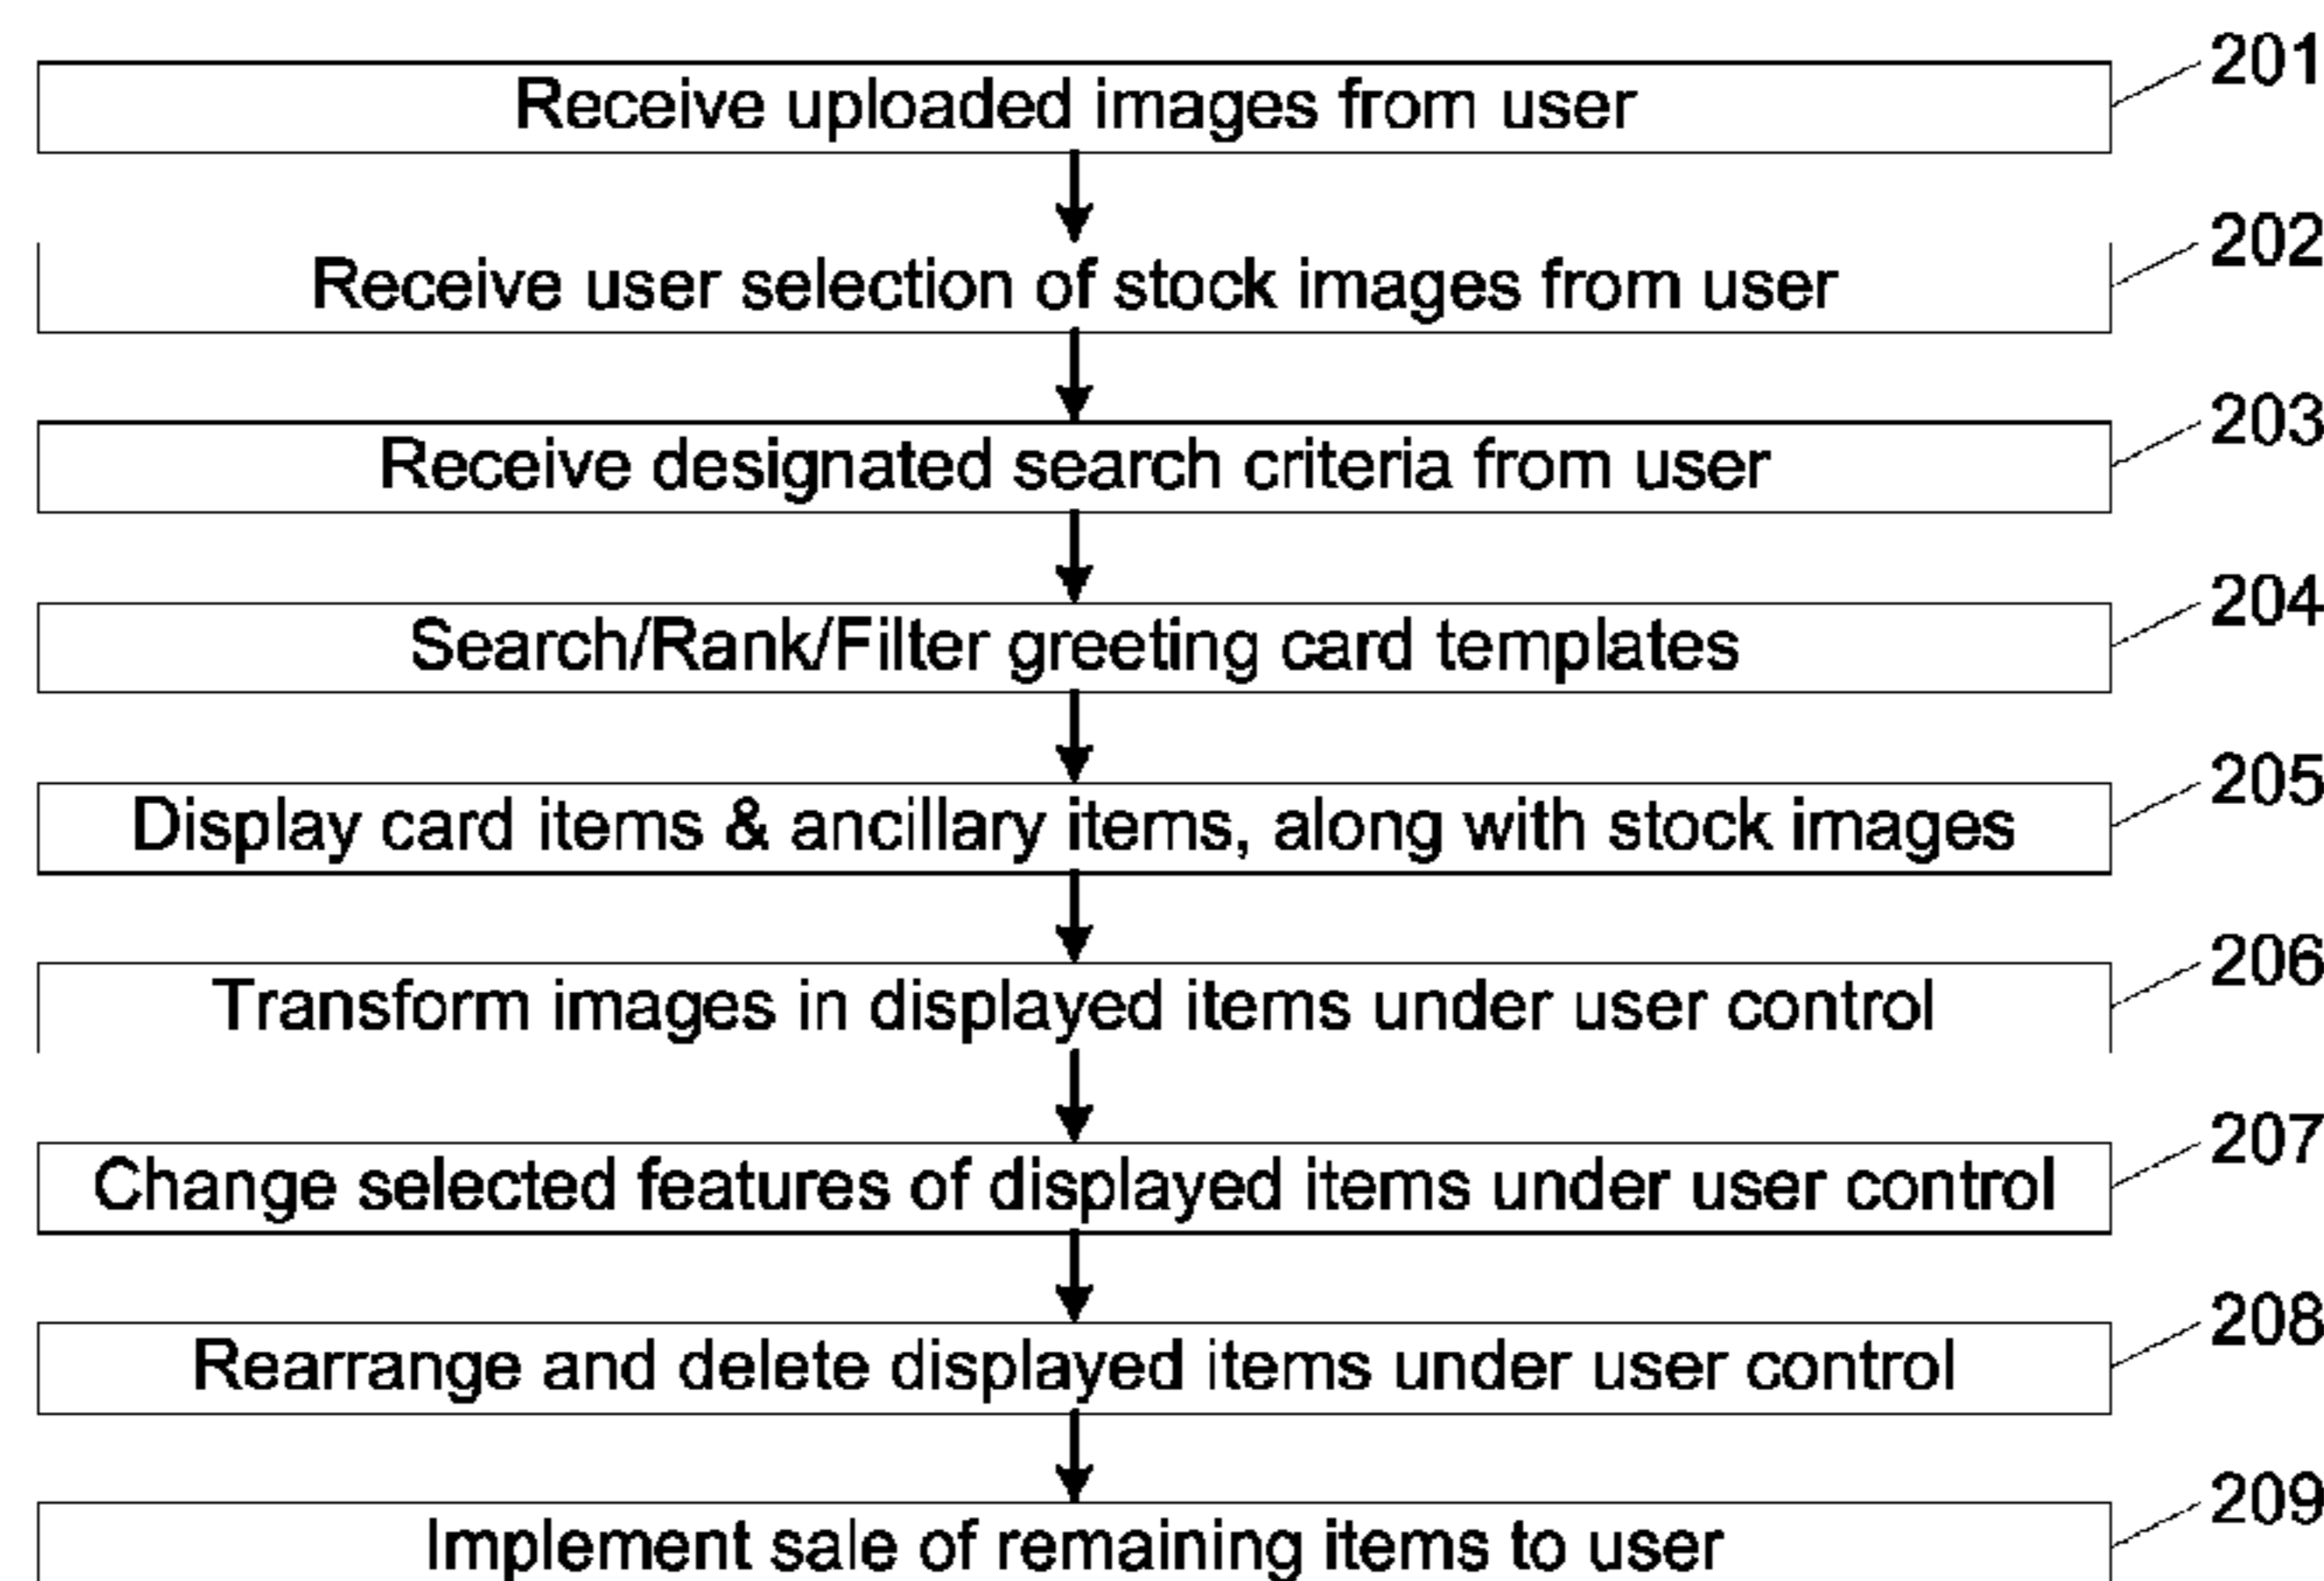 Receive uploaded images from user 201
Receive user selection of stock images from user 202
Receive designated search criteria from user 203
Search/Rank/Filter greeting card templates 204
Display card items & ancillary items, along with stock images 205
Transform images in displayed items under user control 206
Change selected features of displayed items under user control 207
Rearrange and delete displayed items under user control 208
Implement sale of remaining items to user 209